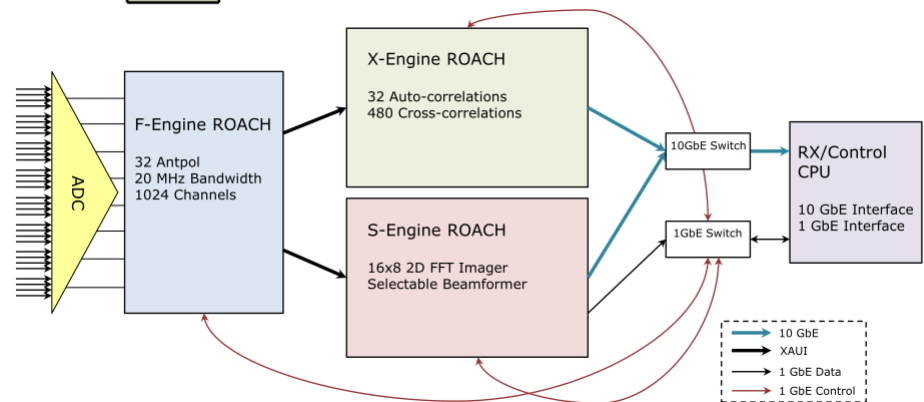 ADC
F-Engine ROACH
32 Antpol
20 MHz Bandwidth
1024 Channels
X-Engine ROACH
32 Auto-correlations
480 Cross-correlations
S-Engine ROACH
16x8 2D FFT Imager
Selectable Beamformer
10GbE Switch
1GbE Switch
RX/Control
CPU
10 GbE Interface
1 GbE Interface
10 GbE
XAUI
1 GbE Data
1 GbE Control